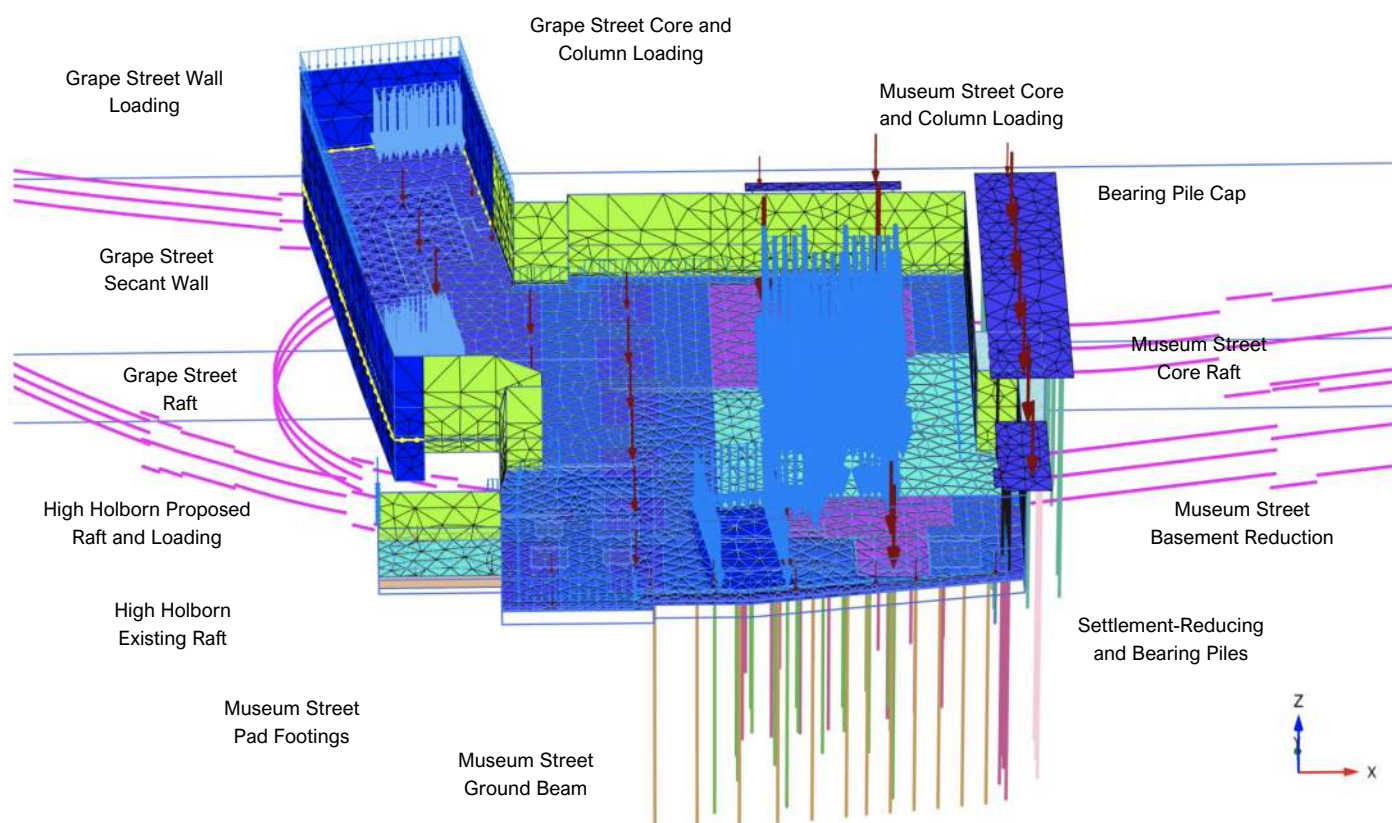 Grape Street Core and
Column Loading
Grape Street Wall
Loading
Museum Street Core
and Column Loading
Bearing Pile Cap
Grape Street
Secant Wall
Museum Street
Core Raft
Grape Street
Raft
High Holborn Proposed
Raft and Loading
Museum Street
Basement Reduction
High Holborn
Existing Raft
Settlement-Reducing
and Bearing Piles
Museum Street
Pad Footings
Museum Street
Ground Beam
Z
Y
X